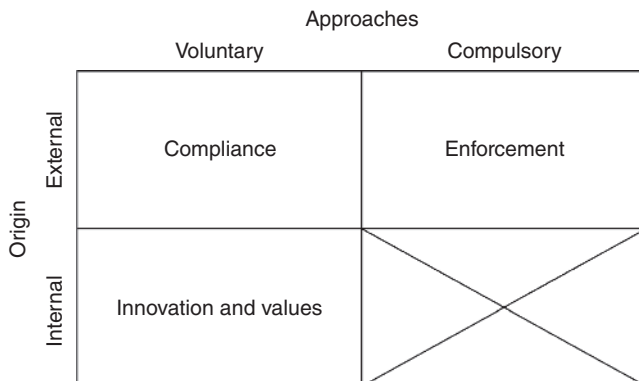 Approaches
Voluntary Compulsory
External
Compliance Enforcement
Origin
Internal
Innovation and values